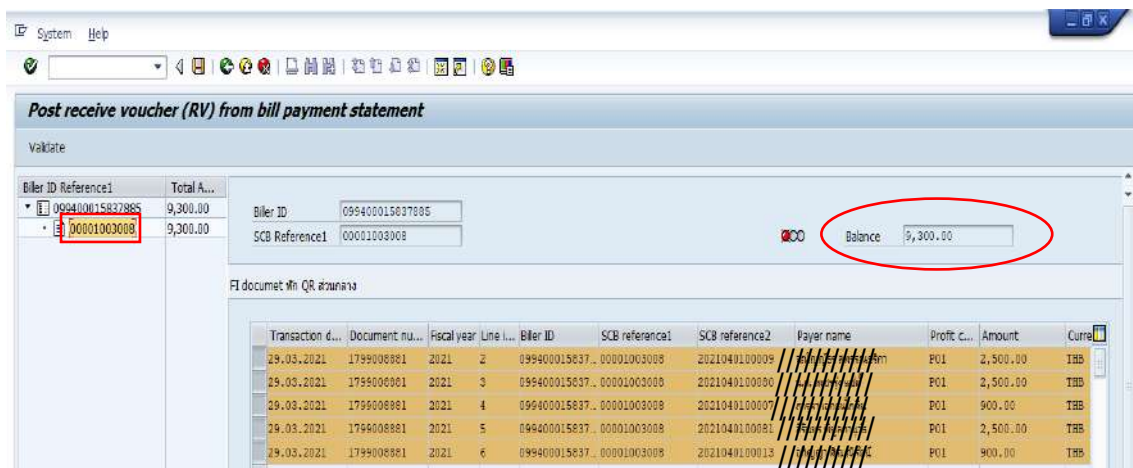 System Help
Post receive voucher (RV) from bill payment statement
Validate
Biler ID Reference1 Total A...
099400015837885 9,300.00
00001003008 9,300.00
Biler ID 099400015837885
SCB Reference1 00001003008
Balance 9,300.00
FI documet พัก QR ส่วนกลาง
Transaction d... Document nu... Fiscal year Line i... Biler ID SCB reference1 SCB reference2 Payer name Profit c... Amount Curre
29.03.2021 1799008881 2021 2 099400015837.. 00001003008 2021040100009 P01 2,500.00 THB
29.03.2021 1799008881 2021 3 099400015837.. 00001003008 2021040100080 P01 2,500.00 THB
29.03.2021 1799008881 2021 4 099400015837.. 00001003008 2021040100007 P01 900.00 THB
29.03.2021 1799008881 2021 5 099400015837.. 00001003008 2021040100081 P01 2,500.00 THB
29.03.2021 1799008881 2021 6 099400015837.. 00001003008 2021040100013 P01 900.00 THB